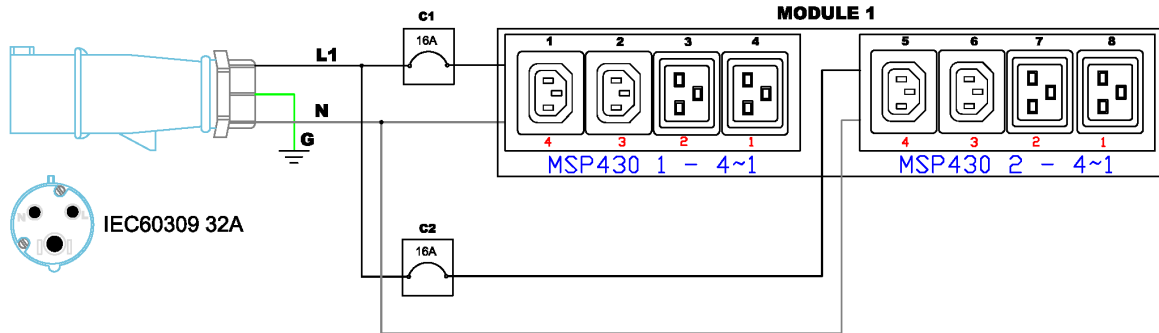 MODULE 1
C1
16A
L1
N
G
1 2 3 4
4 3 2 1
MSP430 1 - 4~1
5 6 7 8
4 3 2 1
MSP430 2 - 4~1
N L
IEC60309 32A
C2
16A